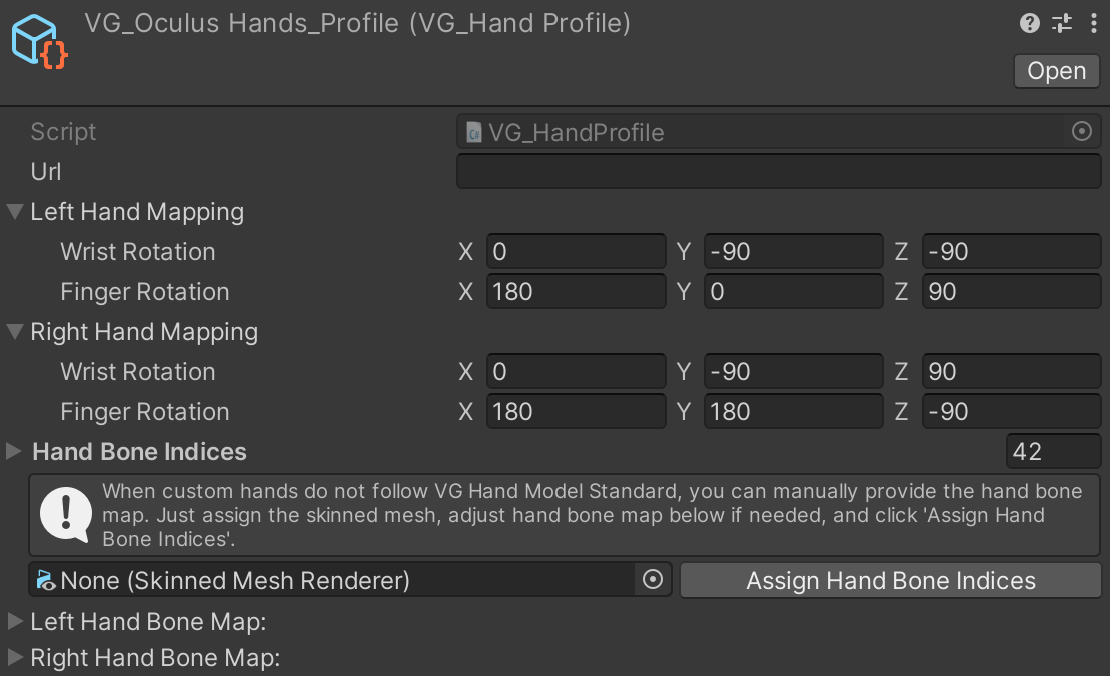 VG_Oculus Hands_Profile (VG_Hand Profile)
Open
Script VG_HandProfile
Url
Left Hand Mapping
Wrist Rotation X 0 Y -90 Z -90
Finger Rotation X 180 Y 0 Z 90
Right Hand Mapping
Wrist Rotation X 0 Y -90 Z 90
Finger Rotation X 180 Y 180 Z -90
Hand Bone Indices 42
When custom hands do not follow VG Hand Model Standard, you can manually provide the hand bone
map. Just assign the skinned mesh, adjust hand bone map below if needed, and click 'Assign Hand
Bone Indices'.
None (Skinned Mesh Renderer) Assign Hand Bone Indices
Left Hand Bone Map:
Right Hand Bone Map: